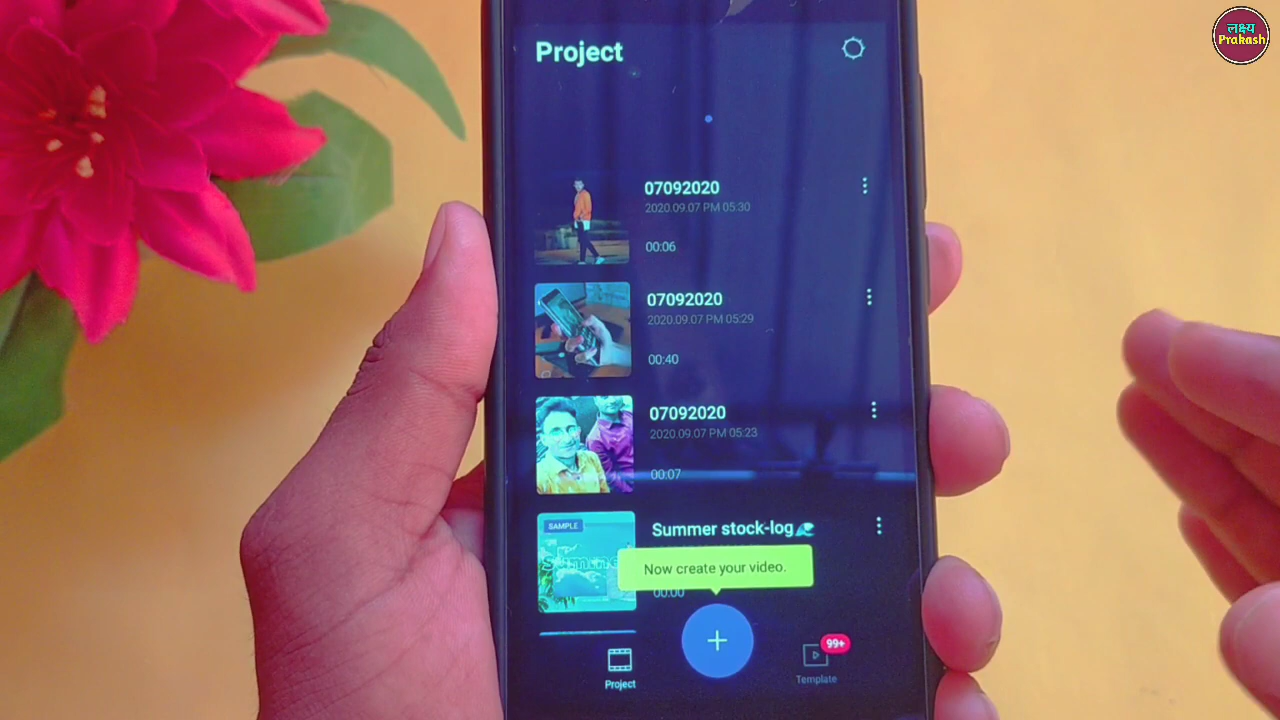 लक्ष्य
Prakash
Project
07092020
2020.09.07 PM 05:30
00:06
07092020
2020.09.07 PM 05:29
00:40
07092020
2020.09.07 PM 05:23
00:07
SAMPLE
Summer stock-log
Now create your video.
00:00
99+
Project
Template